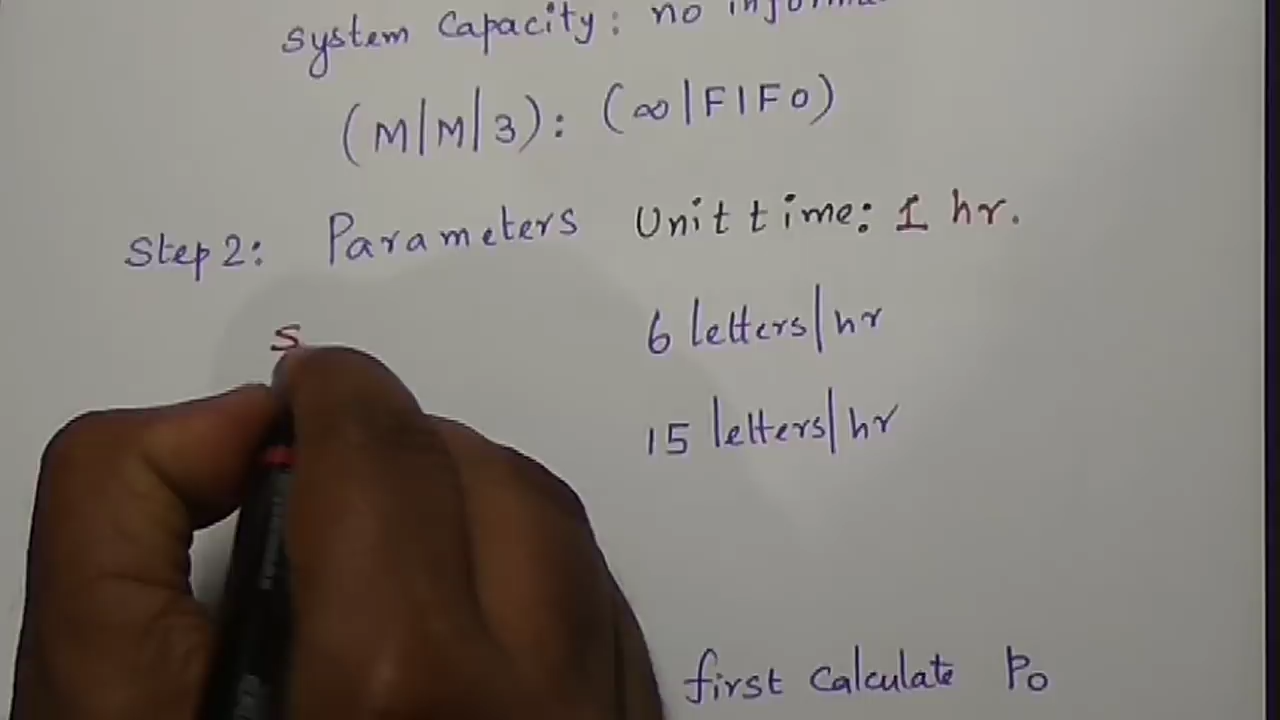 System Capacity: no
(M|M|3): (∞|FIFO)
Step 2: Parameters Unit time: 1 hr.
6 letters/hr
S
15 letters/hr
first calculate P0